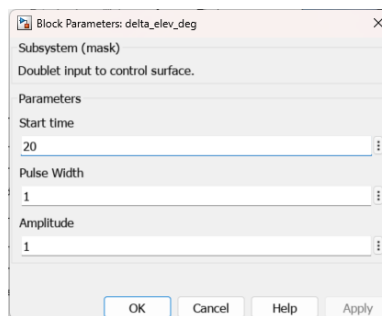 Block Parameters: delta_elev_deg
Subsystem (mask)
Doublet input to control surface.
Parameters
Start time
20
Pulse Width
1
Amplitude
1
OK Cancel Help Apply